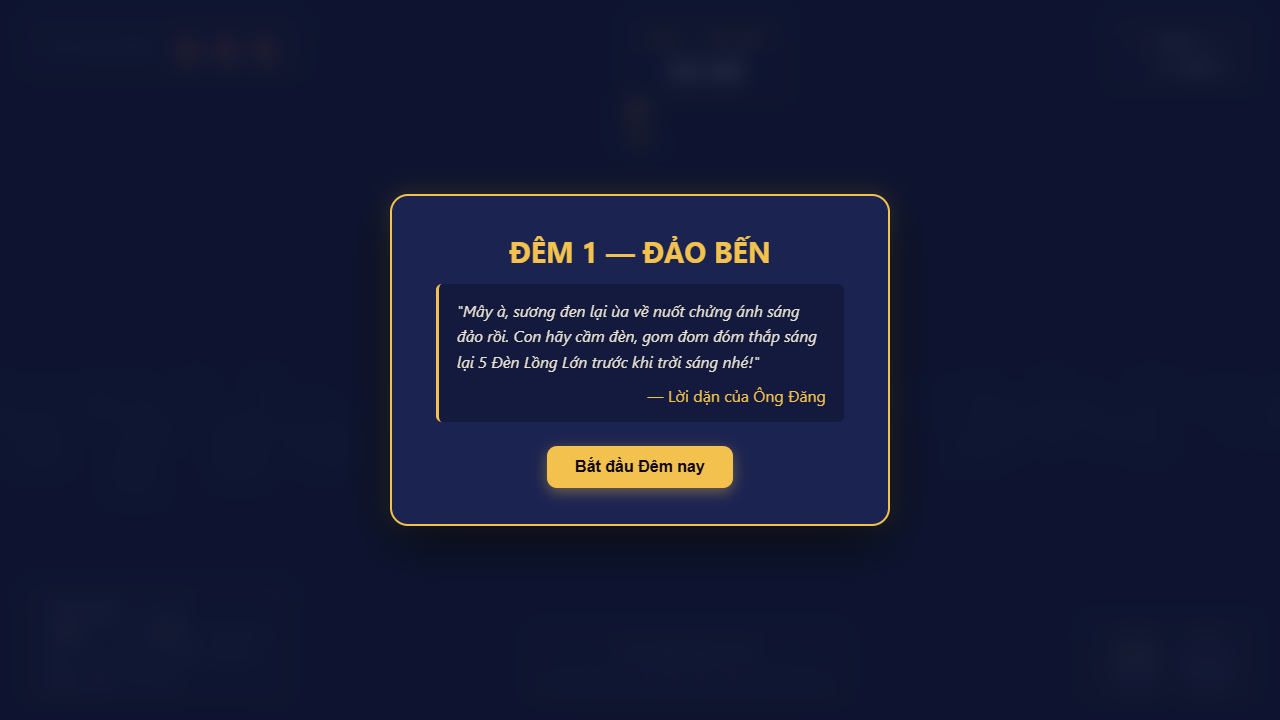 ĐÊM 1 — ĐẢO BẾN
"Mây à, sương đen lại ùa về nuốt chửng ánh sáng
đảo rồi. Con hãy cầm đèn, gom đom đóm thắp sáng
lại 5 Đèn Lồng Lớn trước khi trời sáng nhé!"
— Lời dặn của Ông Đăng
Bắt đầu Đêm nay